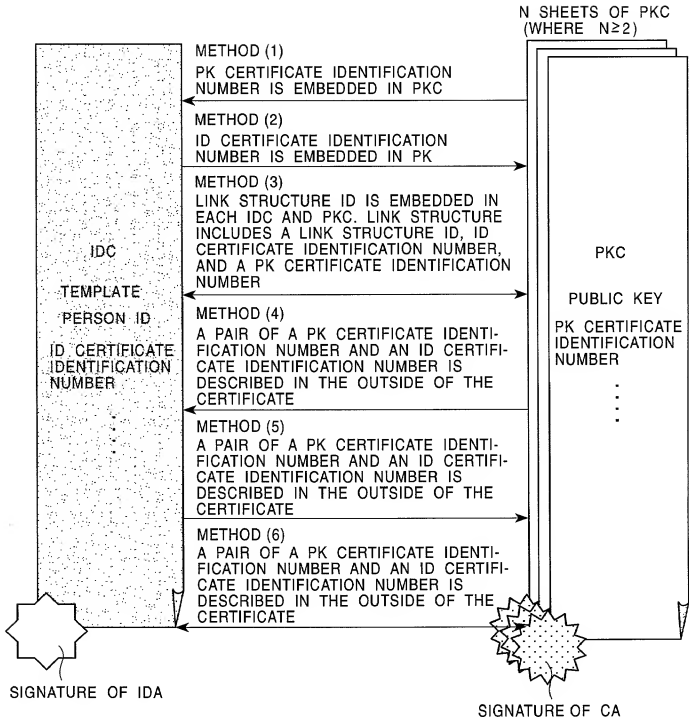 N SHEETS OF PKC
(WHERE N≥2)
METHOD (1)
PK CERTIFICATE IDENTIFICATION
NUMBER IS EMBEDDED IN PKC
METHOD (2)
ID CERTIFICATE IDENTIFICATION
NUMBER IS EMBEDDED IN PK
METHOD (3)
LINK STRUCTURE ID IS EMBEDDED IN
EACH IDC AND PKC. LINK STRUCTURE
INCLUDES A LINK STRUCTURE ID, ID
CERTIFICATE IDENTIFICATION NUMBER,
AND A PK CERTIFICATE IDENTIFICATION
NUMBER
METHOD (4)
A PAIR OF A PK CERTIFICATE IDENTI-
FICATION NUMBER AND AN ID CERTIFI-
CATE IDENTIFICATION NUMBER IS
DESCRIBED IN THE OUTSIDE OF THE
CERTIFICATE
METHOD (5)
A PAIR OF A PK CERTIFICATE IDENTI-
FICATION NUMBER AND AN ID CERTIFI-
CATE IDENTIFICATION NUMBER IS
DESCRIBED IN THE OUTSIDE OF THE
CERTIFICATE
METHOD (6)
A PAIR OF A PK CERTIFICATE IDENTI-
FICATION NUMBER AND AN ID CERTIFI-
CATE IDENTIFICATION NUMBER IS
DESCRIBED IN THE OUTSIDE OF THE
CERTIFICATE
IDC
TEMPLATE
PERSON ID
ID CERTIFICATE
IDENTIFICATION
NUMBER
PKC
PUBLIC KEY
PK CERTIFICATE
IDENTIFICATION
NUMBER
SIGNATURE OF IDA
SIGNATURE OF CA